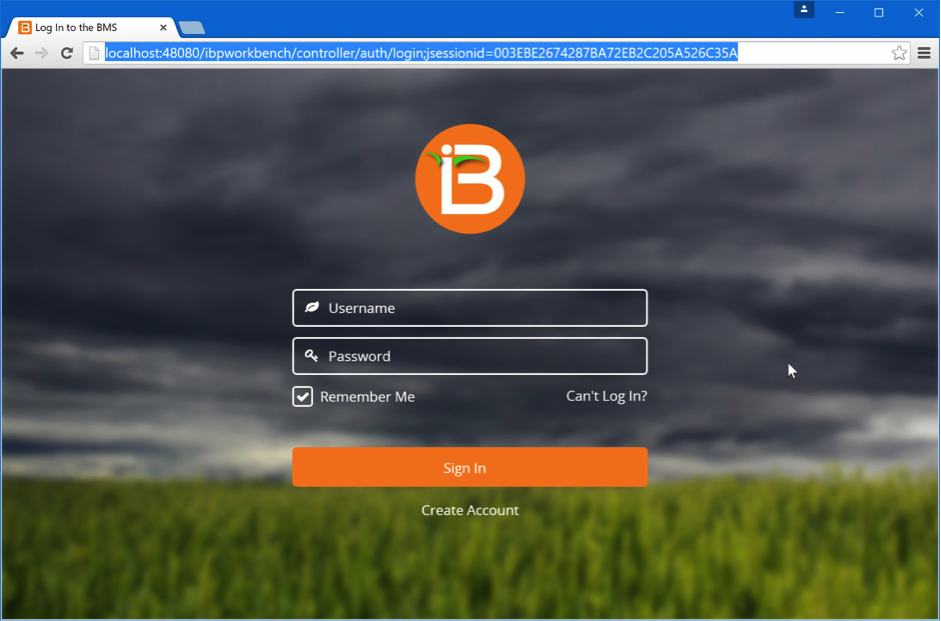 Log In to the BMS
localhost:48080/ibpworkbench/controller/auth/login;jsessionid=003EBE2674287BA72EB2C205A526C35A
iB
Username
Password
Remember Me
Can't Log In?
Sign In
Create Account